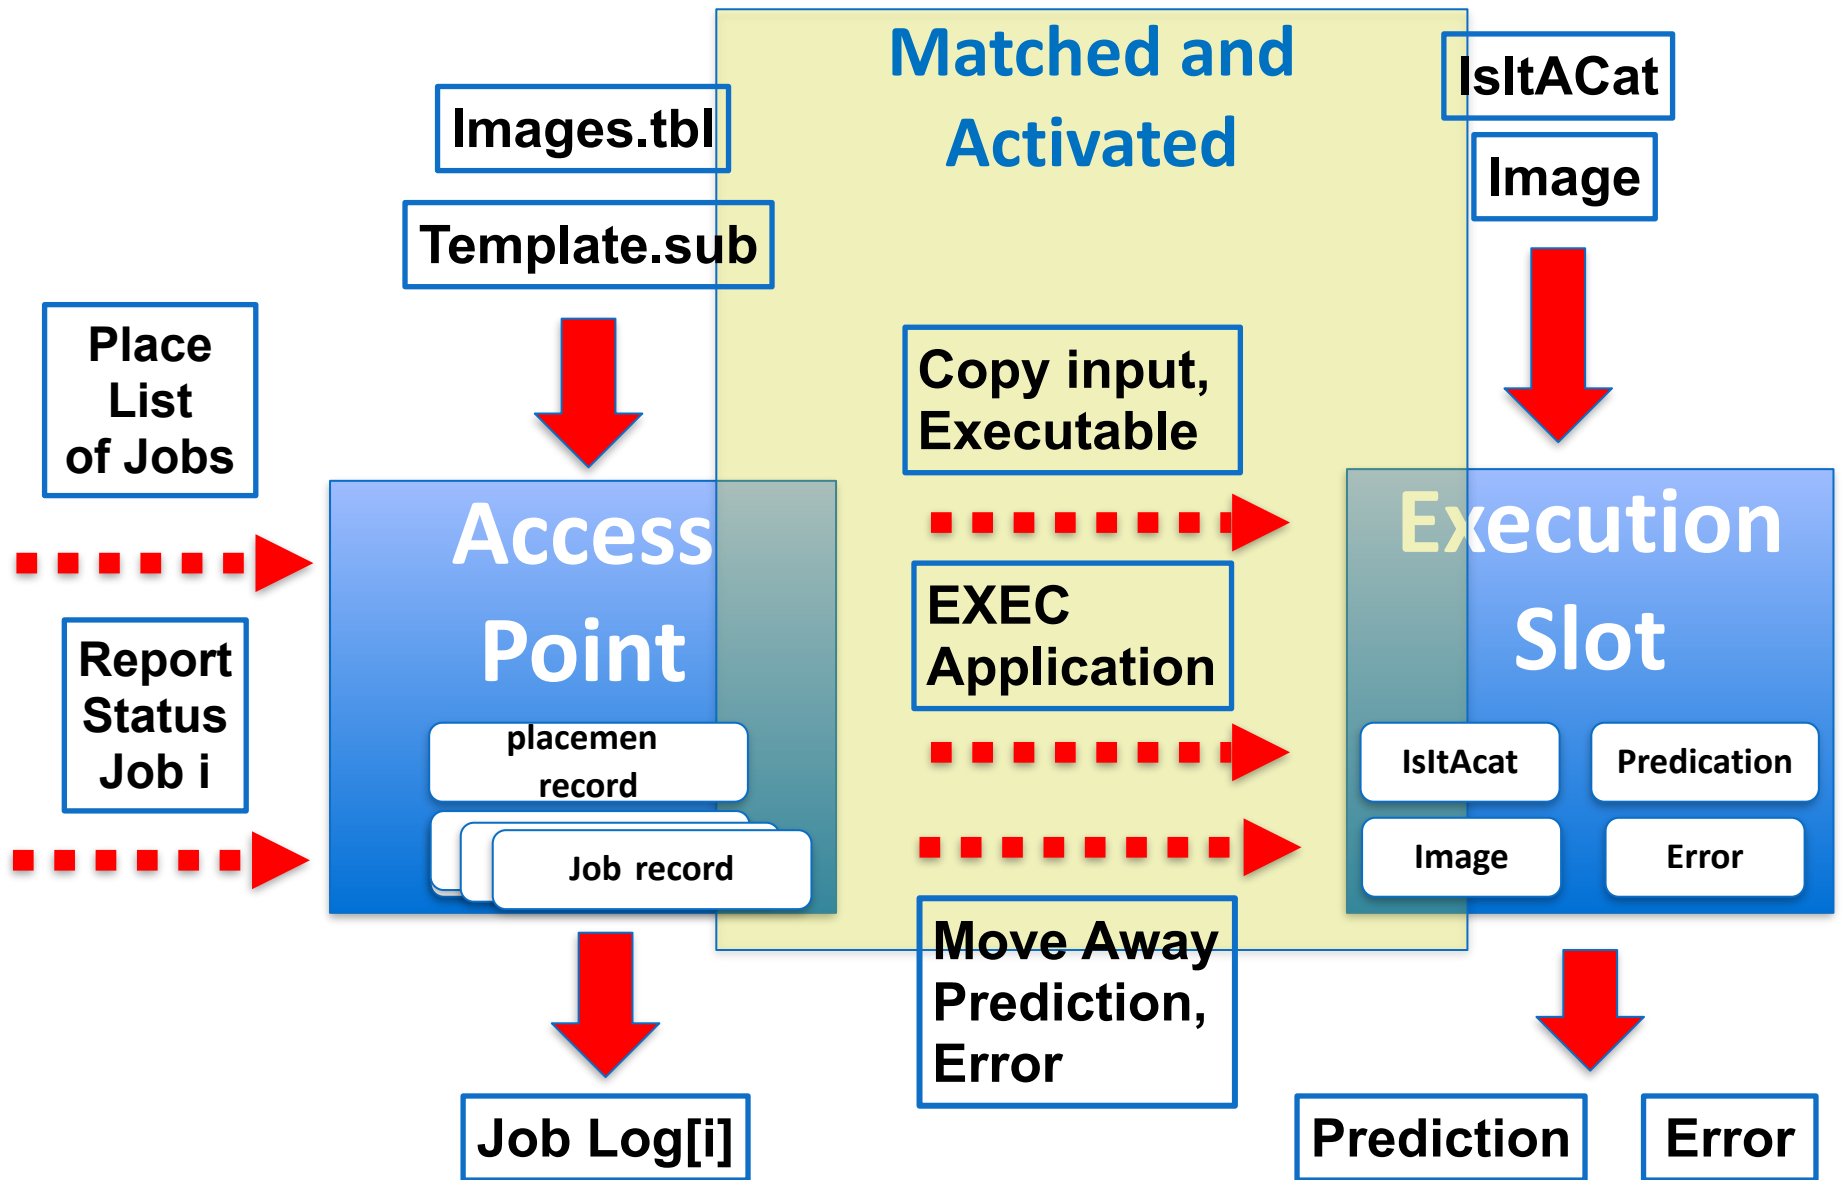 Matched and
Activated
IsItACat
Image
Images.tbl
Template.sub
Place
List
of Jobs
Copy input,
Executable
Access
Point
Execution
Slot
EXEC
Application
Report
Status
Job i
placemen
record
Job record
IsItAcat
Predication
Image
Error
Move Away
Prediction,
Error
Job Log[i]
Prediction
Error